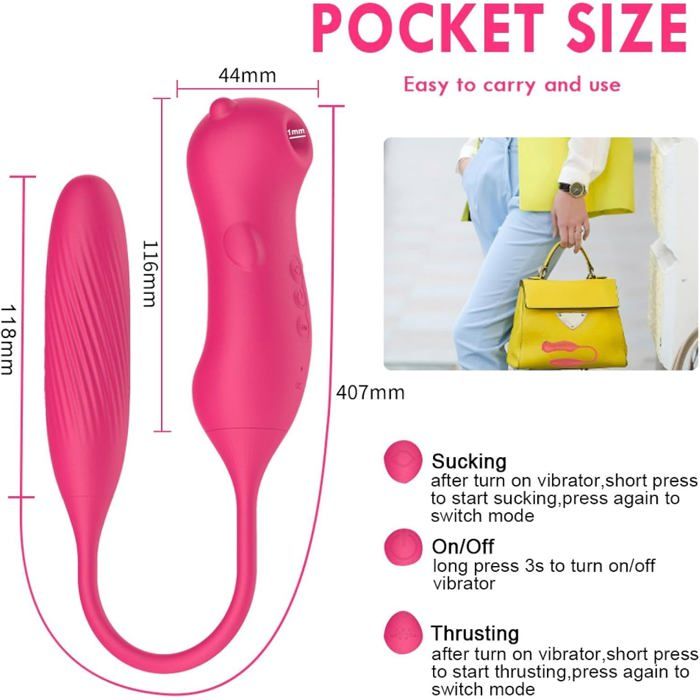 POCKET SIZE
Easy to carry and use
44mm
1mm
116mm
118mm
407mm
Sucking
after turn on vibrator,short press
to start sucking,press again to
switch mode
On/Off
long press 3s to turn on/off
vibrator
Thrusting
after turn on vibrator,short press
to start thrusting,press again to
switch mode